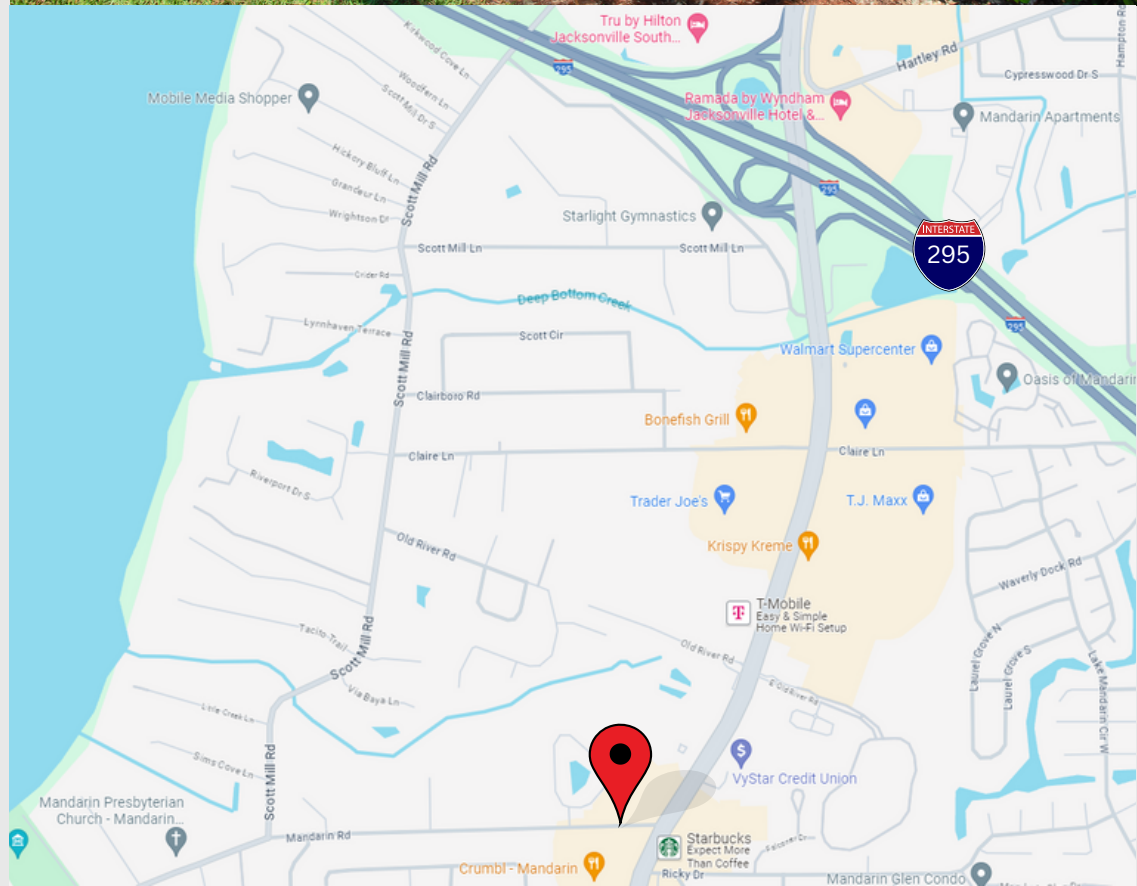 Tru by Hilton
Jacksonville South...
Kirkwood Cove Ln
295
Hartley Rd
Hampton Rd
Woodfern Ln
Cypresswood Dr S
Mobile Media Shopper
Scott Mill Dr S
Ramada by Wyndham
Jacksonville Hotel &...
Mandarin Apartments
Hickory Bluff Ln
Grandeur Ln
Scott Mill Rd
295
Wrightson Dr
Starlight Gymnastics
INTERSTATE
295
Scott Mill Ln
Scott Mill Ln
Crider Rd
Deep Bottom Creek
Lynnhaven Terrace
Scott Cir
295
Walmart Supercenter
Scott Mill Rd
Oasis of Mandarin
Clairboro Rd
Bonefish Grill
Claire Ln
Claire Ln
Riverport Dr S
Trader Joe's
T.J. Maxx
Old River Rd
Krispy Kreme
Waverly Dock Rd
T
T-Mobile
Easy & Simple
Home Wi-Fi Setup
Tacito Trail
Scott Mill Rd
Old River Rd
Laurel Grove N
Laurel Grove S
Lake Mandarin Cir W
Via Baya Ln
E Old River Rd
Little Creek Ln
Sims Cove Ln
Scott Mill Rd
$
VyStar Credit Union
Mandarin Presbyterian
Church - Mandarin...
Mandarin Rd
Starbucks
Expect More
Than Coffee
Falconer Dr
Crumbl - Mandarin
Ricky Dr
Mandarin Glen Condo